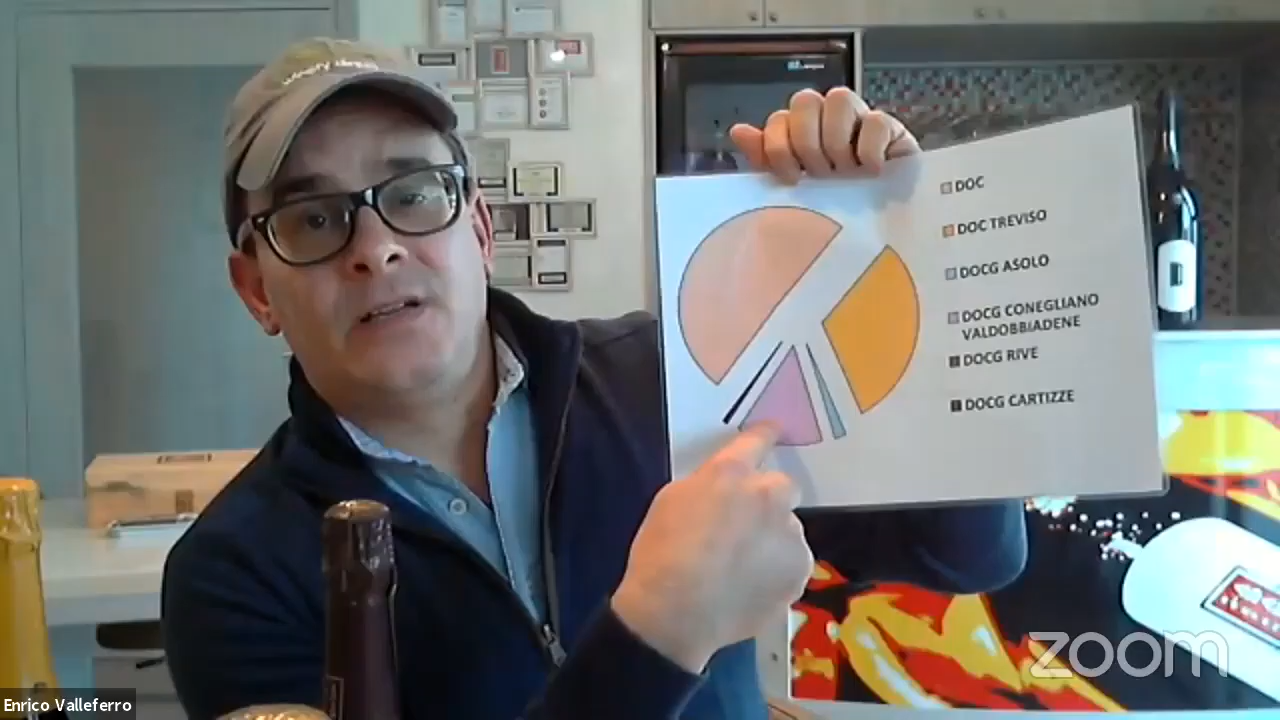 DOC
DOC TREVISO
DOCG ASOLO
DOCG CONEGLIANO
VALDOBBIADENE
DOCG RIVE
DOCG CARTIZZE
zoom
Enrico Valleferro